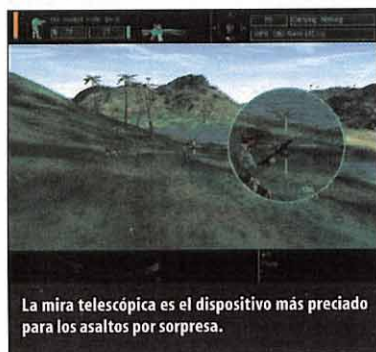 La mira telescópica es el dispositivo más preciado
para los asaltos por sorpresa.